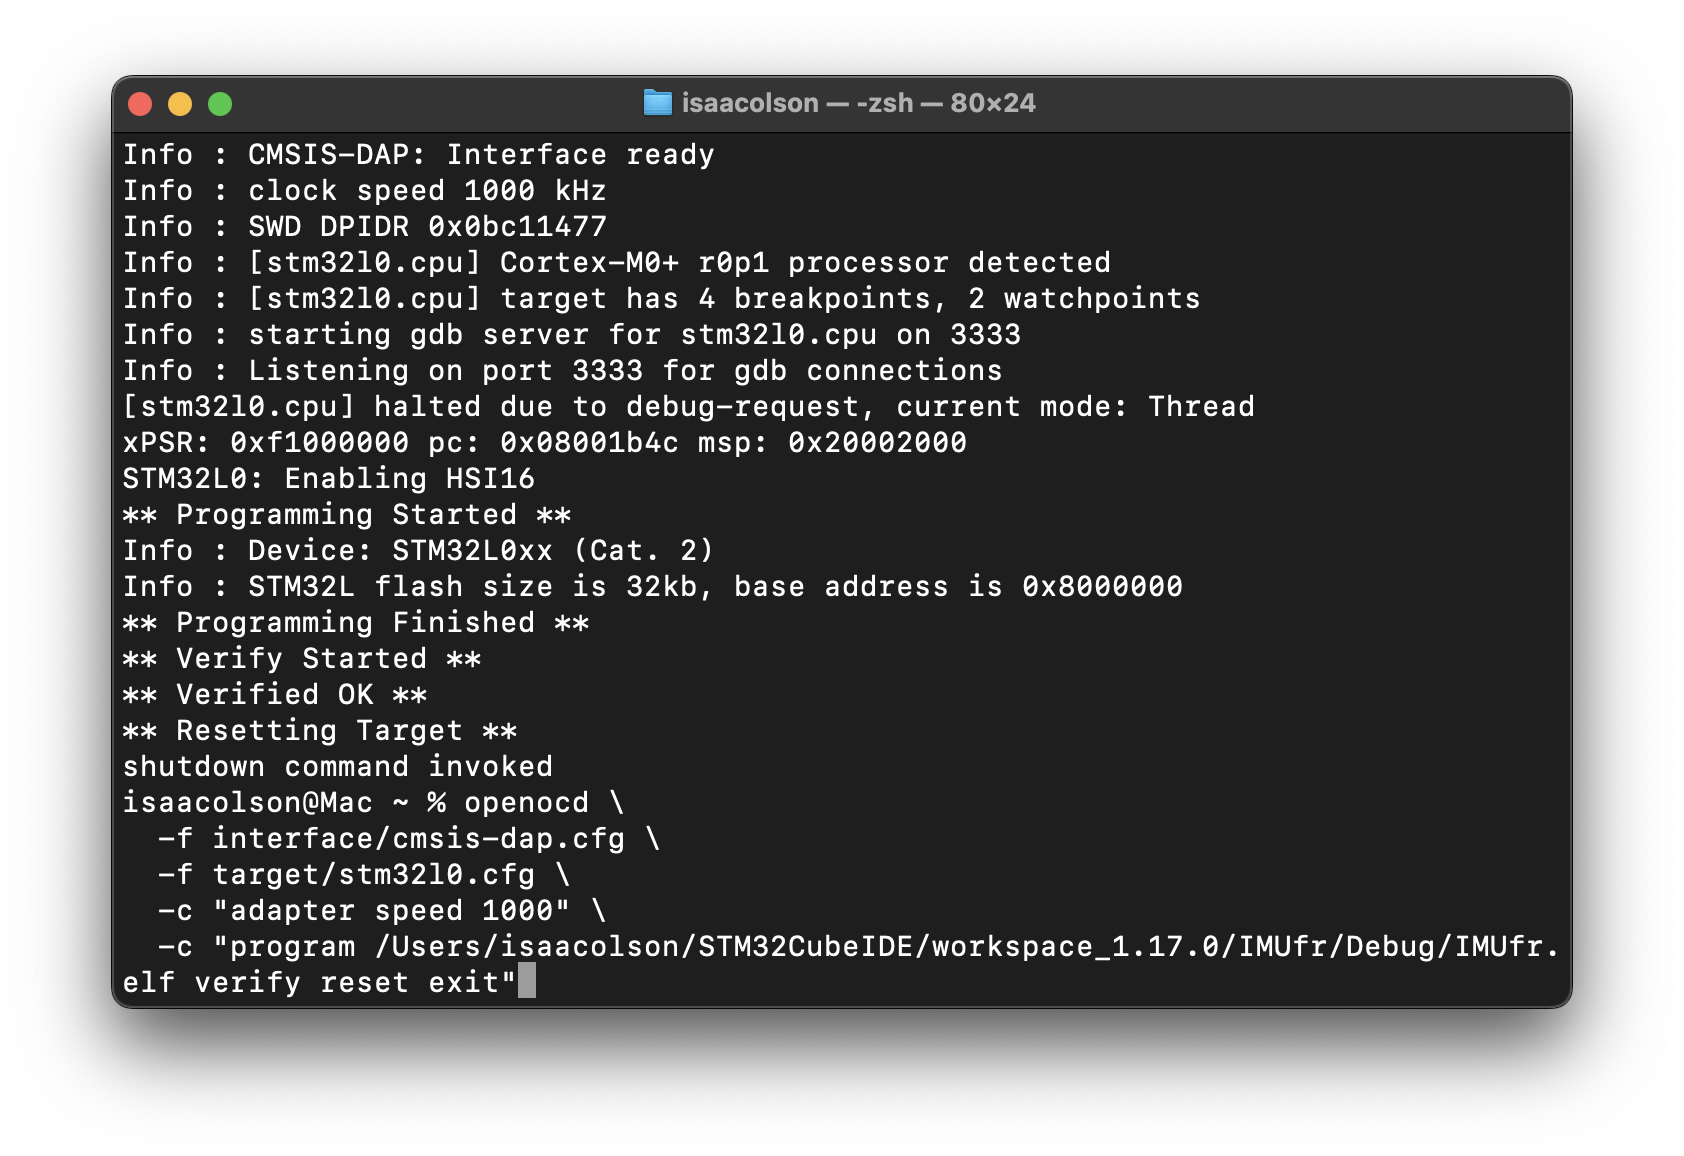 isaacolson — -zsh — 80×24
Info : CMSIS-DAP: Interface ready
Info : clock speed 1000 kHz
Info : SWD DPIDR 0x0bc11477
Info : [stm32l0.cpu] Cortex-M0+ r0p1 processor detected
Info : [stm32l0.cpu] target has 4 breakpoints, 2 watchpoints
Info : starting gdb server for stm32l0.cpu on 3333
Info : Listening on port 3333 for gdb connections
[stm32l0.cpu] halted due to debug-request, current mode: Thread
xPSR: 0xf1000000 pc: 0x08001b4c msp: 0x20002000
STM32L0: Enabling HSI16
** Programming Started **
Info : Device: STM32L0xx (Cat. 2)
Info : STM32L flash size is 32kb, base address is 0x8000000
** Programming Finished **
** Verify Started **
** Verified OK **
** Resetting Target **
shutdown command invoked
isaacolson@Mac ~ % openocd \
  -f interface/cmsis-dap.cfg \
  -f target/stm32l0.cfg \
  -c "adapter speed 1000" \
  -c "program /Users/isaacolson/STM32CubeIDE/workspace_1.17.0/IMUfr/Debug/IMUfr.
elf verify reset exit"